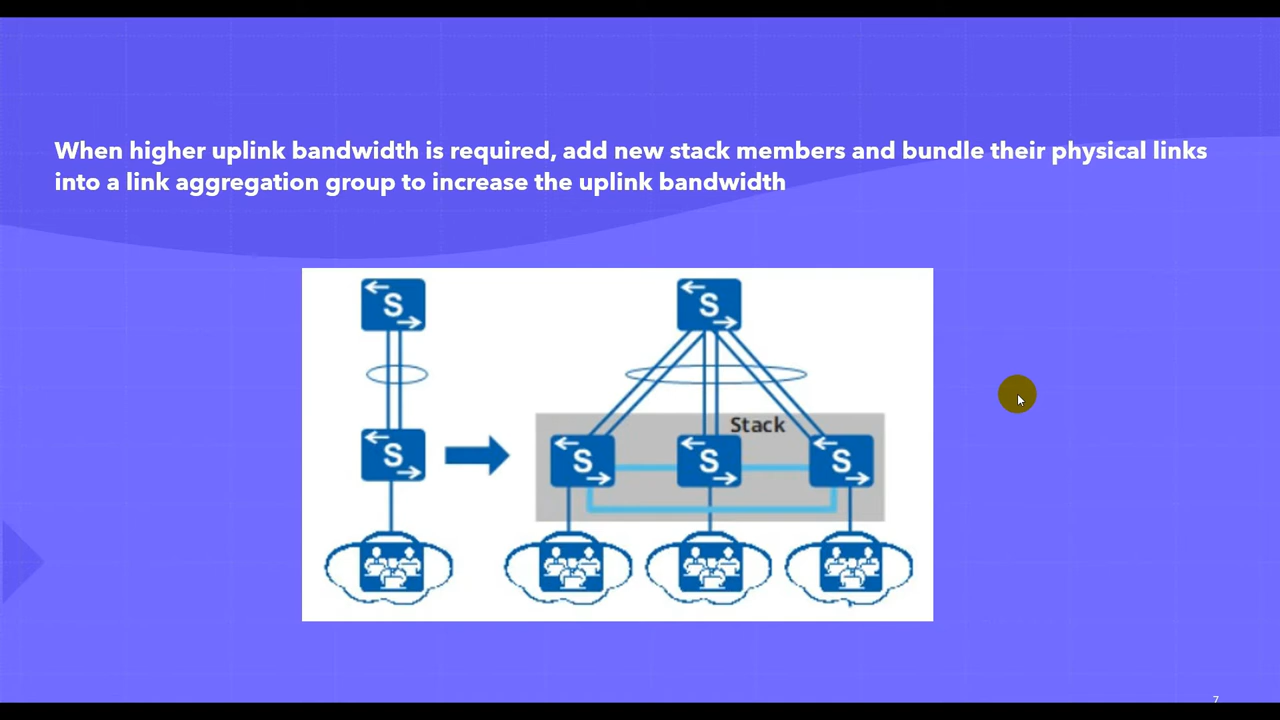 When higher uplink bandwidth is required, add new stack members and bundle their physical links
into a link aggregation group to increase the uplink bandwidth
S
S
Stack
S
S
S
S
7